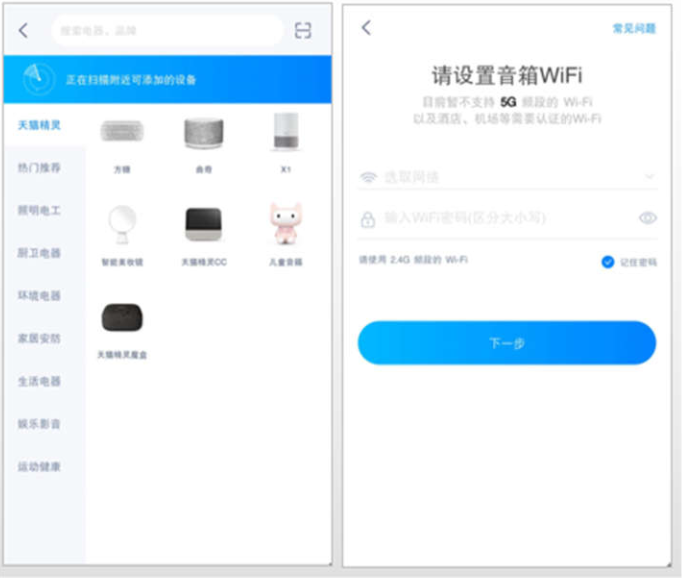 搜索电器、品牌
正在扫描附近可添加的设备
天猫精灵
热门推荐
照明电工
厨卫电器
环境电器
家居安防
生活电器
娱乐影音
运动健康
方糖
曲奇
X1
智能美妆镜
天猫精灵CC
儿童音箱
天猫精灵魔盒
常见问题
请设置音箱WiFi
目前暂不支持 5G 频段的 Wi-Fi
以及酒店、机场等需要认证的Wi-Fi
选取网络
输入WiFi密码(区分大小写)
请使用 2.4G 频段的 Wi-Fi
记住密码
下一步